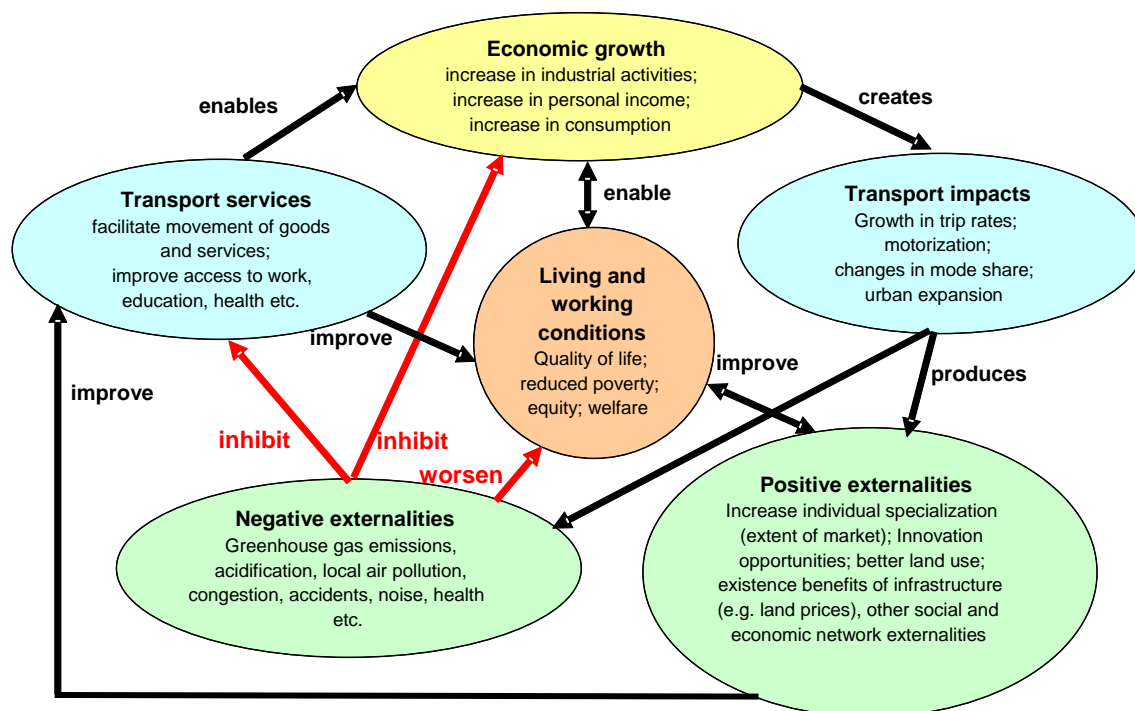 Economic growth
increase in industrial activities;
increase in personal income;
increase in consumption
enables
creates
Transport services
facilitate movement of goods
and services;
improve access to work,
education, health etc.
enable
Transport impacts
Growth in trip rates;
motorization;
changes in mode share;
urban expansion
Living and
working
conditions
Quality of life;
reduced poverty;
equity; welfare
improve
improve
improve
produces
inhibit
inhibit
worsen
Negative externalities
Greenhouse gas emissions,
acidification, local air pollution,
congestion, accidents, noise, health
etc.
Positive externalities
Increase individual specialization
(extent of market); Innovation
opportunities; better land use;
existence benefits of infrastructure
(e.g. land prices), other social and
economic network externalities